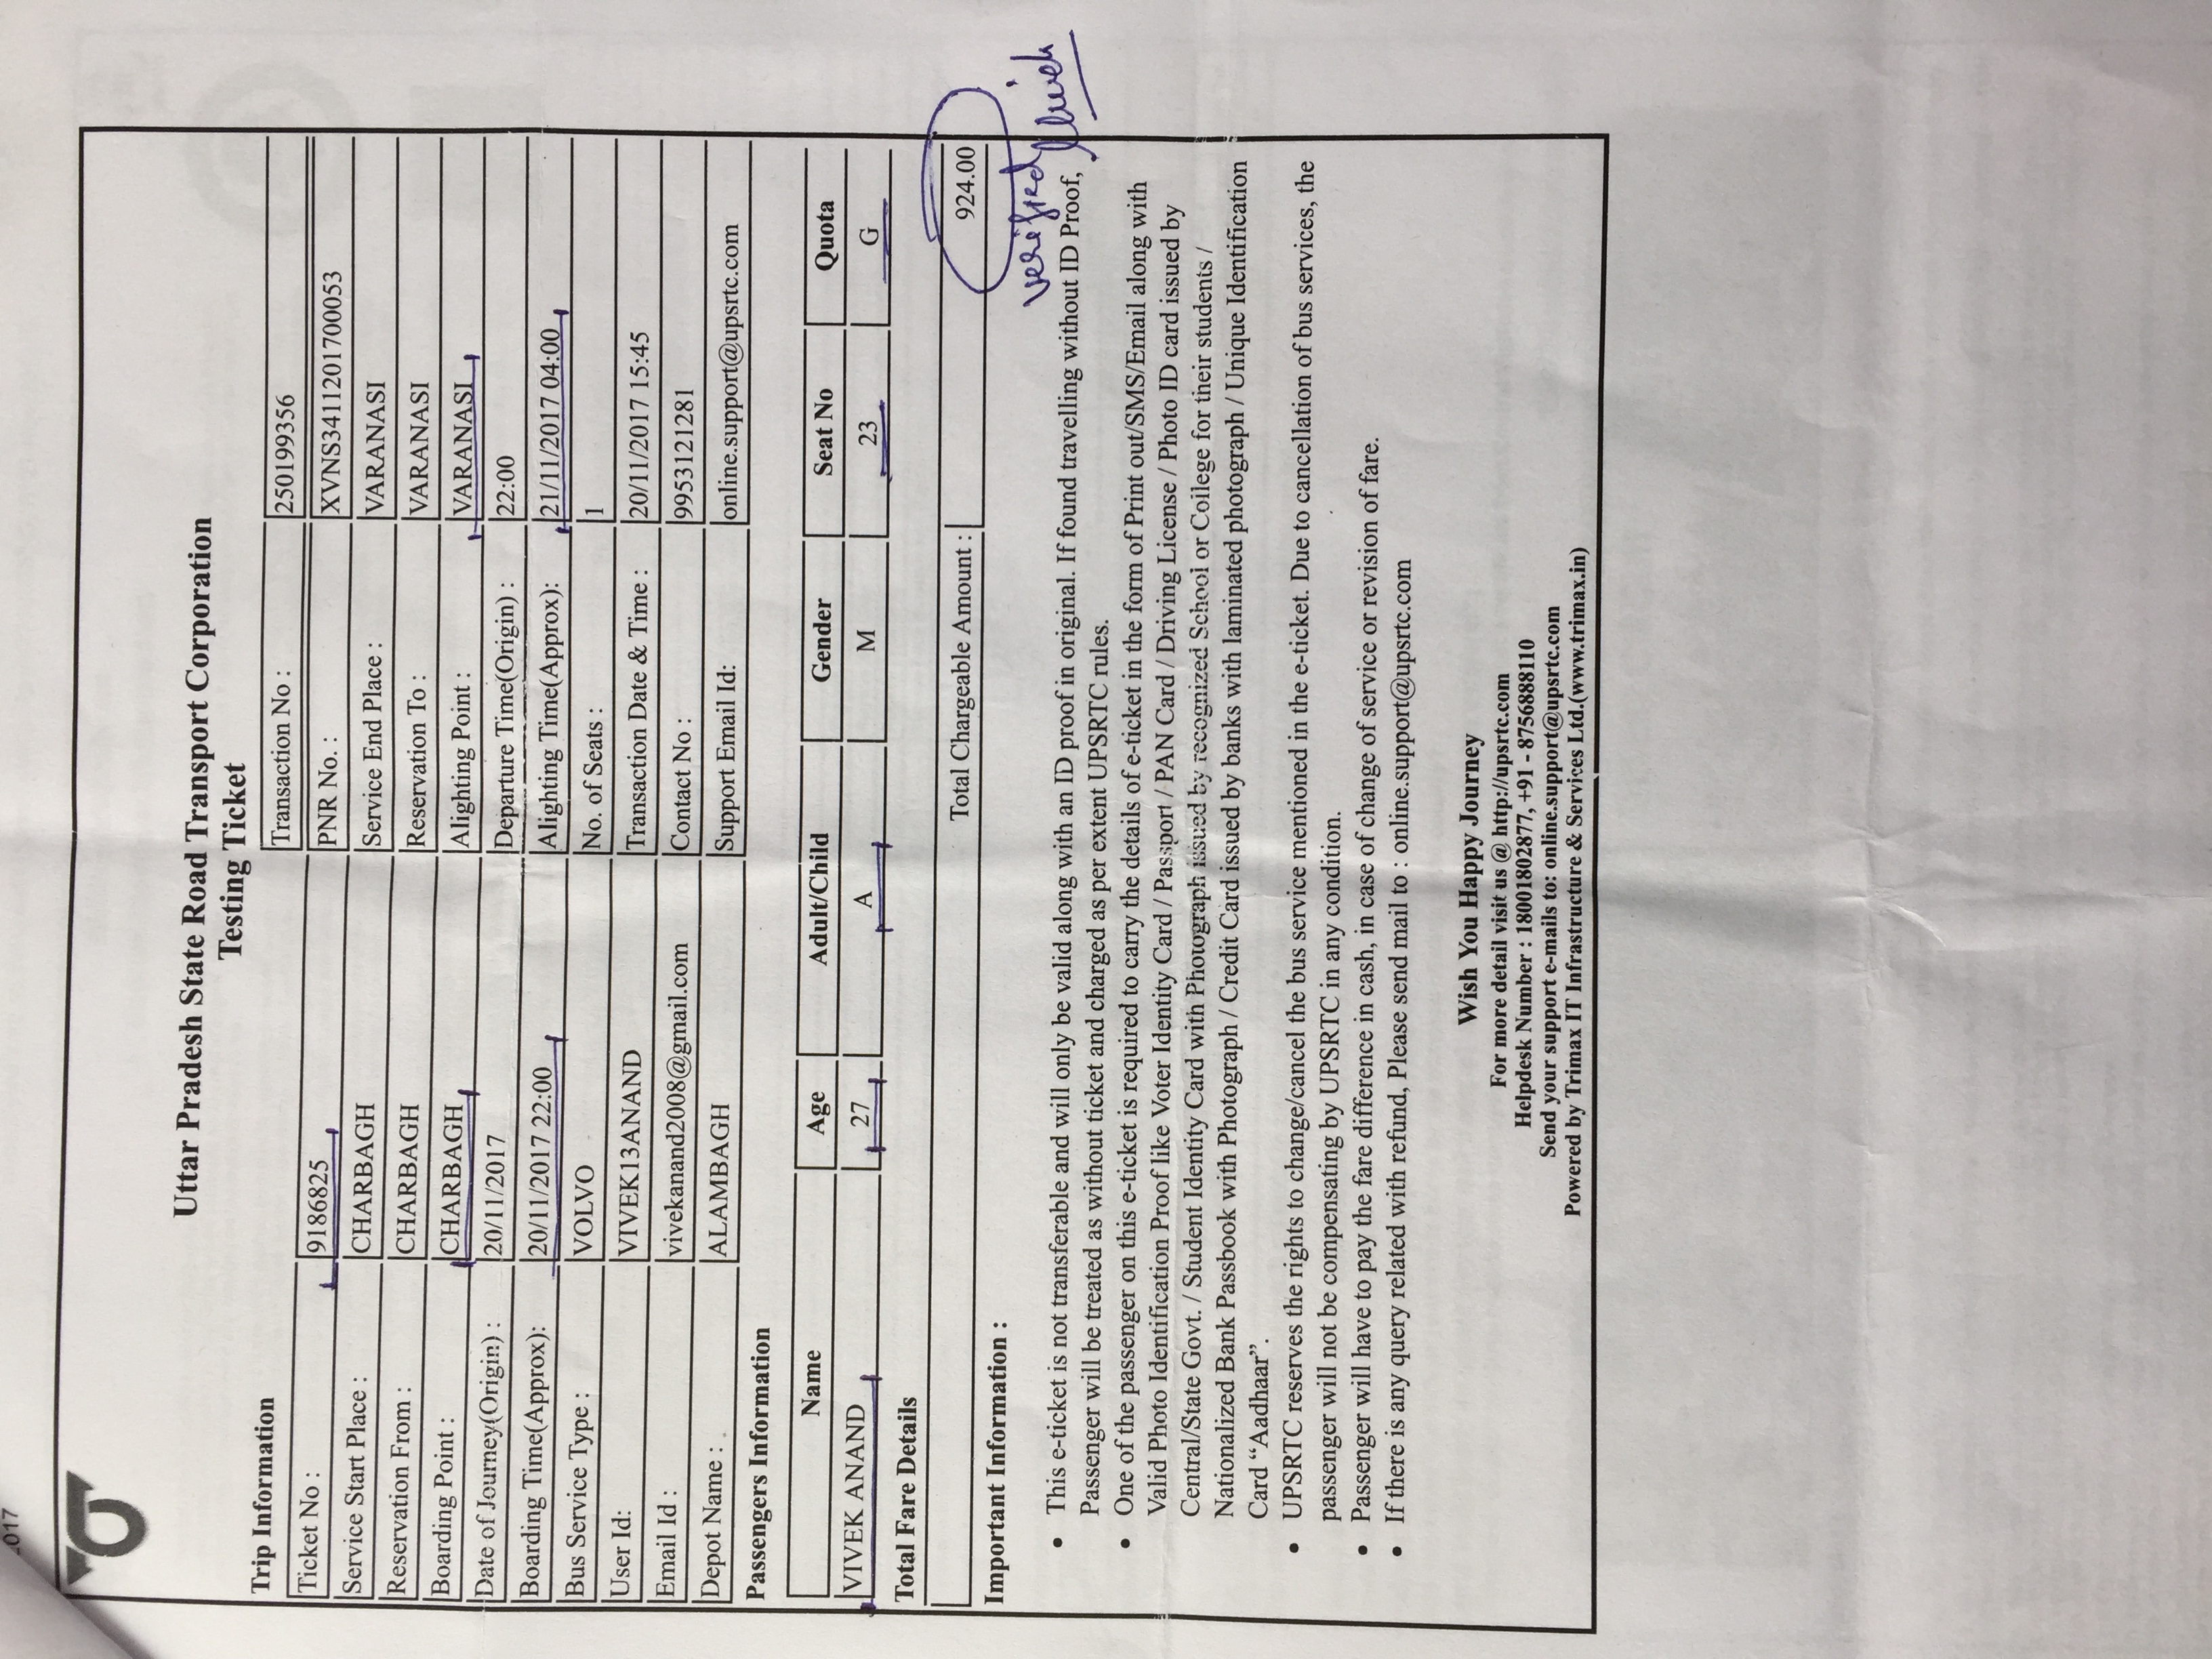 2017
Uttar Pradesh State Road Transport Corporation
Testing Ticket
Trip Information
Transaction No : 250199356
Ticket No : 9186825 PNR No. : XVNS3411201700053
Service Start Place : CHARBAGH Service End Place : VARANASI
Reservation From : CHARBAGH Reservation To : VARANASI
Boarding Point : CHARBAGH Alighting Point : VARANASI
Date of Journey(Origin) : 20/11/2017 Departure Time(Origin) : 22:00
Boarding Time(Approx): 20/11/2017 22:00 Alighting Time(Approx): 21/11/2017 04:00
Bus Service Type : VOLVO No. of Seats : 1
User Id: VIVEK13ANAND Transaction Date & Time : 20/11/2017 15:45
Email Id : vivekanand2008@gmail.com Contact No : 9953121281
Depot Name : ALAMBAGH Support Email Id: online.support@upsrtc.com
Passengers Information
Name Age Adult/Child Gender Seat No Quota
VIVEK ANAND 27 A M 23 G
Total Fare Details
Total Chargeable Amount : 924.00
Important Information :
verified
• This e-ticket is not transferable and will only be valid along with an ID proof in original. If found travelling without ID Proof,
Passenger will be treated as without ticket and charged as per extent UPSRTC rules.
• One of the passenger on this e-ticket is required to carry the details of e-ticket in the form of Print out/SMS/Email along with
Valid Photo Identification Proof like Voter Identity Card / Passport / PAN Card / Driving License / Photo ID card issued by
Central/State Govt. / Student Identity Card with Photograph issued by recognized School or College for their students /
Nationalized Bank Passbook with Photograph / Credit Card issued by banks with laminated photograph / Unique Identification
Card “Aadhaar”.
• UPSRTC reserves the rights to change/cancel the bus service mentioned in the e-ticket. Due to cancellation of bus services, the
passenger will not be compensating by UPSRTC in any condition.
• Passenger will have to pay the fare difference in cash, in case of change of service or revision of fare.
• If there is any query related with refund, Please send mail to : online.support@upsrtc.com
Wish You Happy Journey
For more detail visit us @ http://upsrtc.com
Helpdesk Number : 18001802877, +91 - 8756888110
Send your support e-mails to: online.support@upsrtc.com
Powered by Trimax IT Infrastructure & Services Ltd.(www.trimax.in)